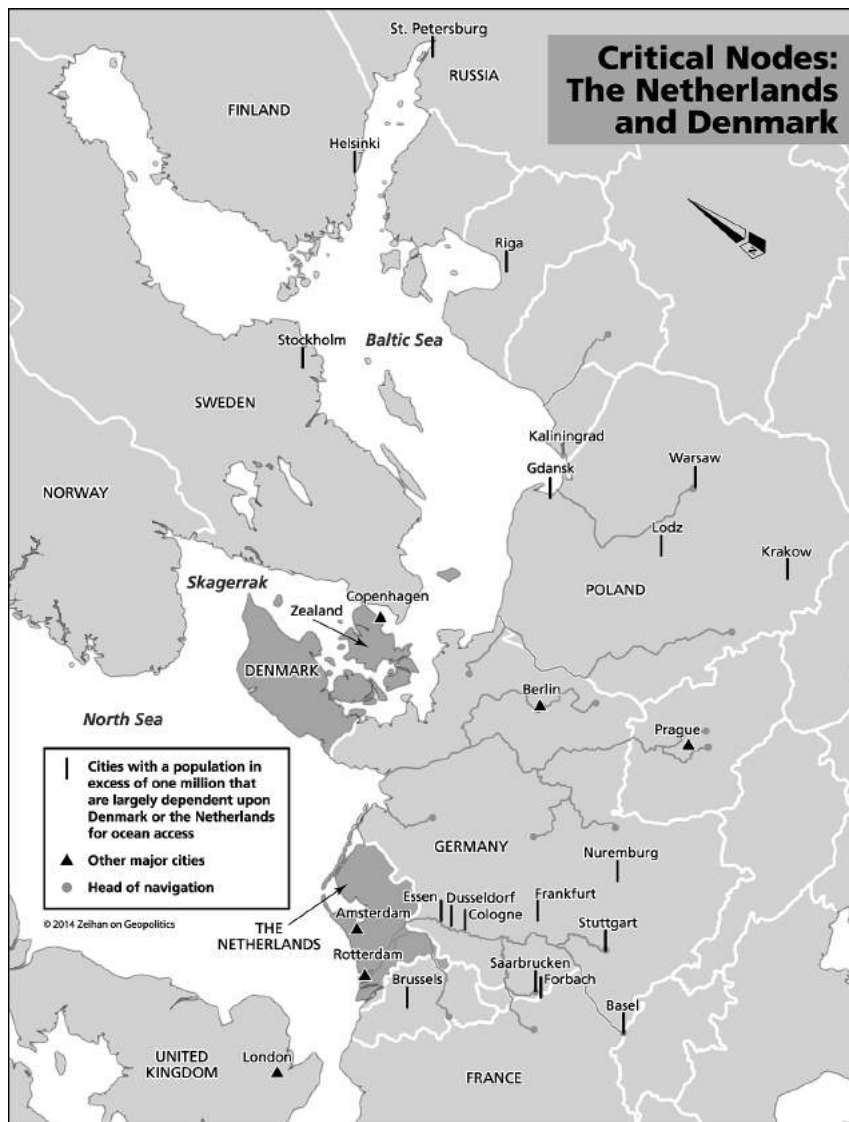 Critical Nodes:
The Netherlands
and Denmark
St. Petersburg
RUSSIA
FINLAND
Helsinki
N
Riga
Stockholm
Baltic Sea
SWEDEN
Kaliningrad
Gdansk
Warsaw
NORWAY
Lodz
Krakow
Skagerrak
Copenhagen
POLAND
Zealand
DENMARK
Berlin
North Sea
Prague
Cities with a population in
excess of one million that
are largely dependent upon
Denmark or the Netherlands
for ocean access
Other major cities
Head of navigation
© 2014 Zeihan on Geopolitics
GERMANY
Nuremburg
Essen
Dusseldorf
Cologne
Frankfurt
THE
NETHERLANDS
Amsterdam
Stuttgart
Rotterdam
Brussels
Saarbrucken
Forbach
Basel
UNITED
KINGDOM
London
FRANCE